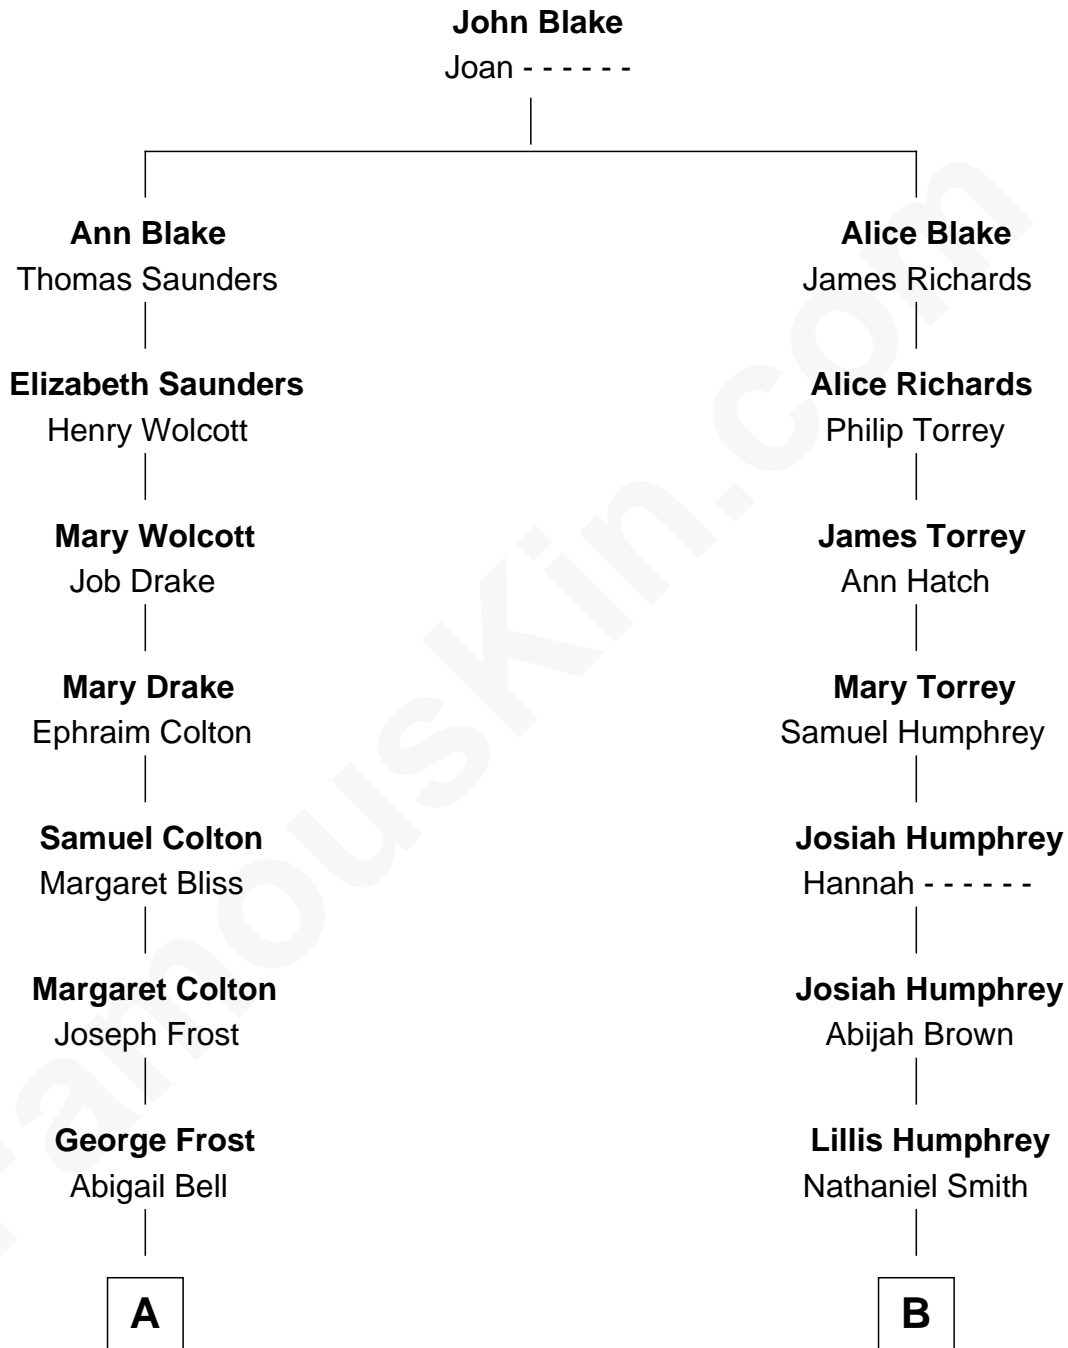 John Blake
Joan - - - - - -
Ann Blake
Thomas Saunders
Alice Blake
James Richards
Elizabeth Saunders
Henry Wolcott
Alice Richards
Philip Torrey
Mary Wolcott
Job Drake
James Torrey
Ann Hatch
Mary Drake
Ephraim Colton
Mary Torrey
Samuel Humphrey
Samuel Colton
Margaret Bliss
Josiah Humphrey
Hannah - - - - - -
Margaret Colton
Joseph Frost
Josiah Humphrey
Abijah Brown
George Frost
Abigail Bell
Lillis Humphrey
Nathaniel Smith
A
B
FamousKin.com